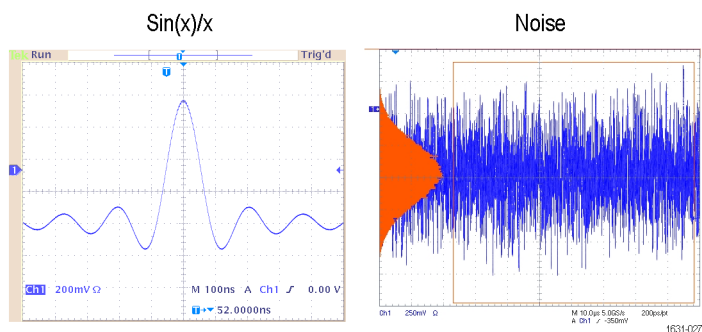 Sin(x)/x
Noise
Run
Trig'd
T
T
1
Ch1 200mV Ω
M 100ns A Ch1 ʃ 0.00 V
T→▼ 52.0000ns
1
Ch1 250mV Ω
M 10.0µs 5.0GS/s 200ps/pt
A Ch1 ∕ -350mV
1631-027